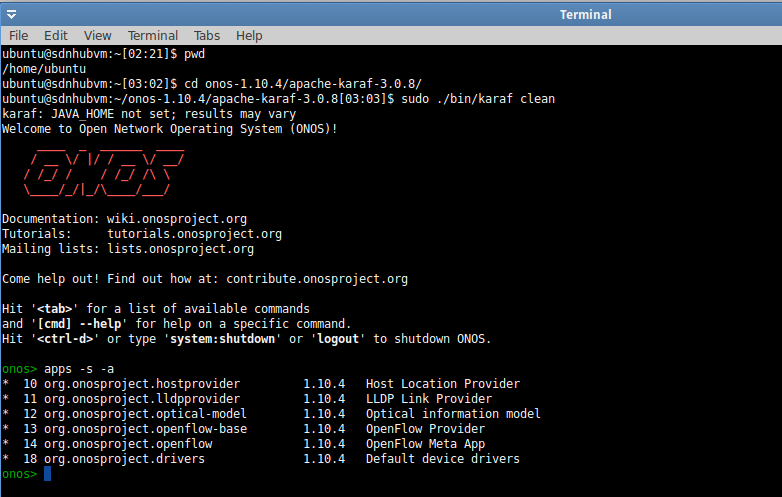 Terminal
File Edit View Terminal Tabs Help
ubuntu@sdnhubvm:~[02:21]$ pwd
/home/ubuntu
ubuntu@sdnhubvm:~[03:02]$ cd onos-1.10.4/apache-karaf-3.0.8/
ubuntu@sdnhubvm:~/onos-1.10.4/apache-karaf-3.0.8[03:03]$ sudo ./bin/karaf clean
karaf: JAVA_HOME not set; results may vary
Welcome to Open Network Operating System (ONOS)!
     ____  _  ______  ____
    / __ \/ |/ / __ \/ __/
   / /_/ /    / /_/ /\ \
   \____/_/|_/\____/___/
Documentation: wiki.onosproject.org
Tutorials:     tutorials.onosproject.org
Mailing lists: lists.onosproject.org
Come help out! Find out how at: contribute.onosproject.org
Hit '<tab>' for a list of available commands
and '[cmd] --help' for help on a specific command.
Hit '<ctrl-d>' or type 'system:shutdown' or 'logout' to shutdown ONOS.
onos> apps -s -a
*  10 org.onosproject.hostprovider         1.10.4   Host Location Provider
*  11 org.onosproject.lldpprovider         1.10.4   LLDP Link Provider
*  12 org.onosproject.optical-model        1.10.4   Optical information model
*  13 org.onosproject.openflow-base        1.10.4   OpenFlow Provider
*  14 org.onosproject.openflow             1.10.4   OpenFlow Meta App
*  18 org.onosproject.drivers              1.10.4   Default device drivers
onos>